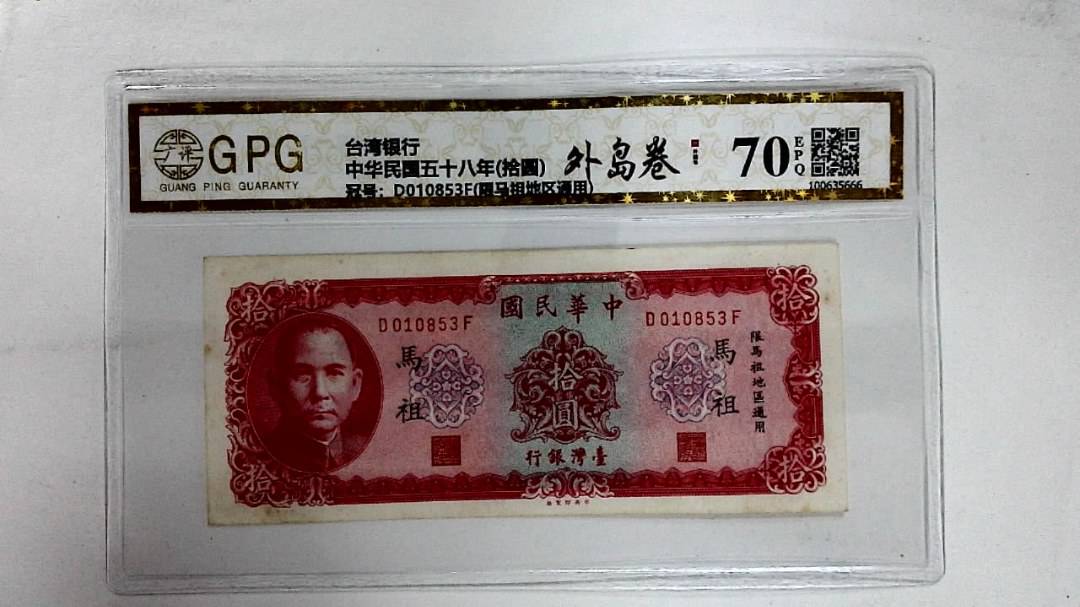 GPG
GUANG PING GUARANTY
台湾银行
中华民国五十八年(拾圆)
冠号：D010853F(限马祖地区通用)
外岛卷
70
EPQ
100635666
國民華中
D010853F
D010853F
拾
拾
拾
拾
馬祖
馬祖
拾圓
限馬祖地區通用
行銀灣臺